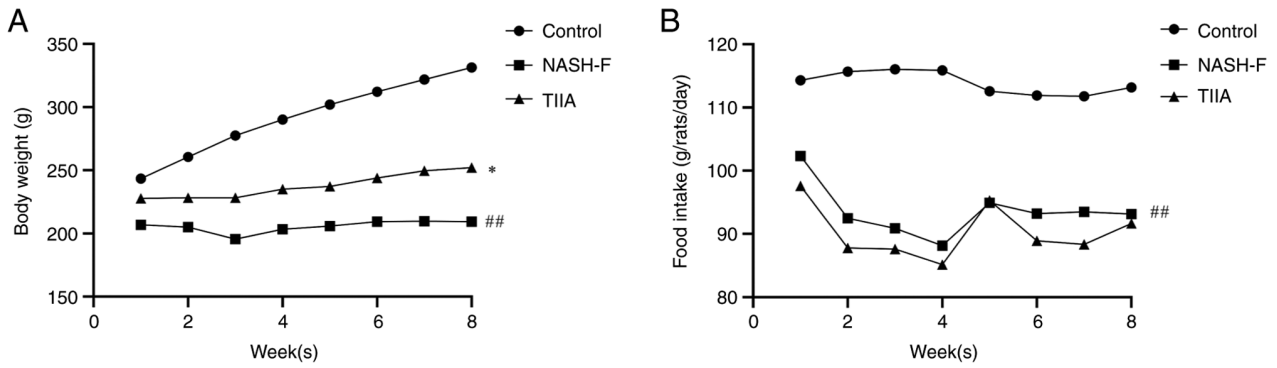 A
Body weight (g)
350
300
250
200
150
0
2
4
6
8
Week(s)
Control
NASH-F
TIIA
*
##
B
Food intake (g/rats/day)
120
110
100
90
80
0
2
4
6
8
Week(s)
Control
NASH-F
TIIA
##